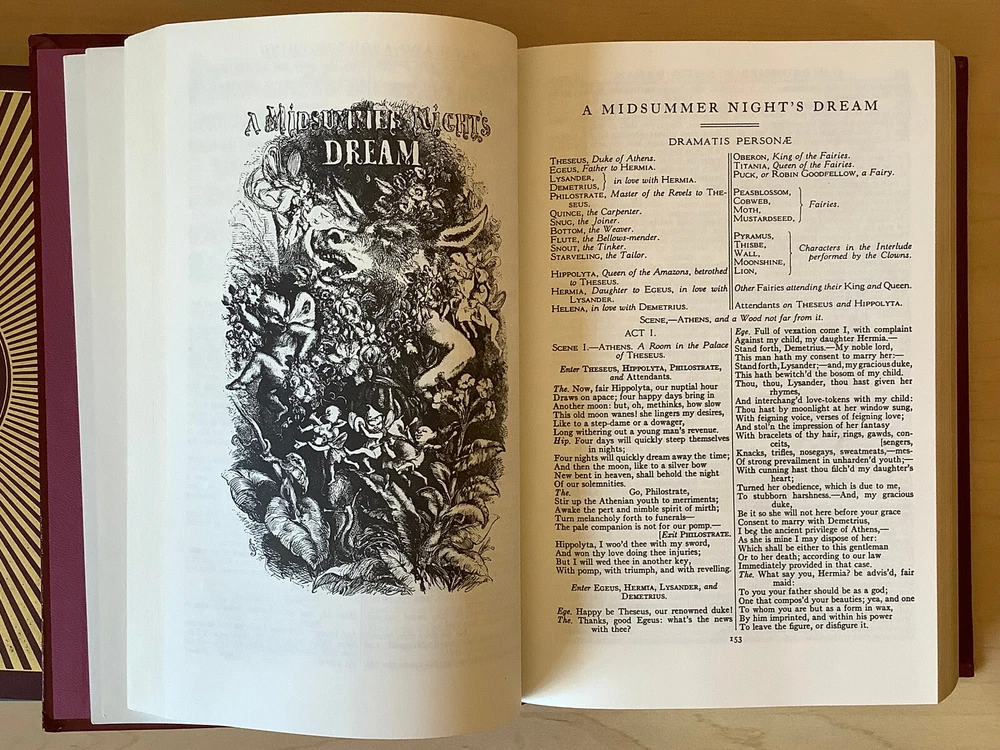 A MIDSUMMER NIGHT'S
DREAM
A MIDSUMMER NIGHT'S DREAM
DRAMATIS PERSONÆ
THESEUS, Duke of Athens.
EGEUS, Father to HERMIA.
LYSANDER,
DEMETRIUS,
in love with HERMIA.
PHILOSTRATE, Master of the Revels to THE-
SEUS.
QUINCE, the Carpenter.
SNUG, the Joiner.
BOTTOM, the Weaver.
FLUTE, the Bellows-mender.
SNOUT, the Tinker.
STARVELING, the Tailor.
HIPPOLYTA, Queen of the Amazons, betrothed
to THESEUS.
HERMIA, Daughter to EGEUS, in love with
LYSANDER.
HELENA, in love with DEMETRIUS.
OBERON, King of the Fairies.
TITANIA, Queen of the Fairies.
PUCK, or ROBIN GOODFELLOW, a Fairy.
PEASBLOSSOM,
COBWEB,
MOTH,
MUSTARDSEED,
Fairies.
PYRAMUS,
THISBE,
WALL,
MOONSHINE,
LION,
Characters in the Interlude
performed by the Clowns.
Other Fairies attending their King and Queen.
Attendants on THESEUS and HIPPOLYTA.
SCENE,—ATHENS, and a Wood not far from it.
ACT I.
SCENE I.—ATHENS. A Room in the Palace
of THESEUS.
Enter THESEUS, HIPPOLYTA, PHILOSTRATE,
and Attendants.
The. Now, fair Hippolyta, our nuptial hour
Draws on apace; four happy days bring in
Another moon: but, oh, methinks, how slow
This old moon wanes! she lingers my desires,
Like to a step-dame or a dowager,
Long withering out a young man's revenue.
Hip. Four days will quickly steep themselves
in nights;
Four nights will quickly dream away the time;
And then the moon, like to a silver bow
New bent in heaven, shall behold the night
Of our solemnities.
The. Go, Philostrate,
Stir up the Athenian youth to merriments;
Awake the pert and nimble spirit of mirth;
Turn melancholy forth to funerals—
The pale companion is not for our pomp.—
[Exit PHILOSTRATE.
Hippolyta, I woo'd thee with my sword,
And won thy love doing thee injuries;
But I will wed thee in another key,
With pomp, with triumph, and with revelling.
Enter EGEUS, HERMIA, LYSANDER, and
DEMETRIUS.
Ege. Happy be Theseus, our renowned duke!
The. Thanks, good Egeus: what's the news
with thee?
Ege. Full of vexation come I, with complaint
Against my child, my daughter Hermia.—
Stand forth, Demetrius.—My noble lord,
This man hath my consent to marry her:—
Stand forth, Lysander;—and, my gracious duke,
This hath bewitch'd the bosom of my child.
Thou, thou, Lysander, thou hast given her
rhymes,
And interchang'd love-tokens with my child:
Thou hast by moonlight at her window sung,
With feigning voice, verses of feigning love;
And stol'n the impression of her fantasy
With bracelets of thy hair, rings, gawds, con-
ceits, [sengers,
Knacks, trifles, nosegays, sweatmeats,—mes-
Of strong prevailment in unharden'd youth;—
With cunning hast thou filch'd my daughter's
heart;
Turned her obedience, which is due to me,
To stubborn harshness.—And, my gracious
duke,
Be it so she will not here before your grace
Consent to marry with Demetrius,
I beg the ancient privilege of Athens,—
As she is mine I may dispose of her:
Which shall be either to this gentleman
Or to her death; according to our law
Immediately provided in that case.
The. What say you, Hermia? be advis'd, fair
maid:
To you your father should be as a god;
One that compos'd your beauties; yea, and one
To whom you are but as a form in wax,
By him imprinted, and within his power
To leave the figure, or disfigure it.
153